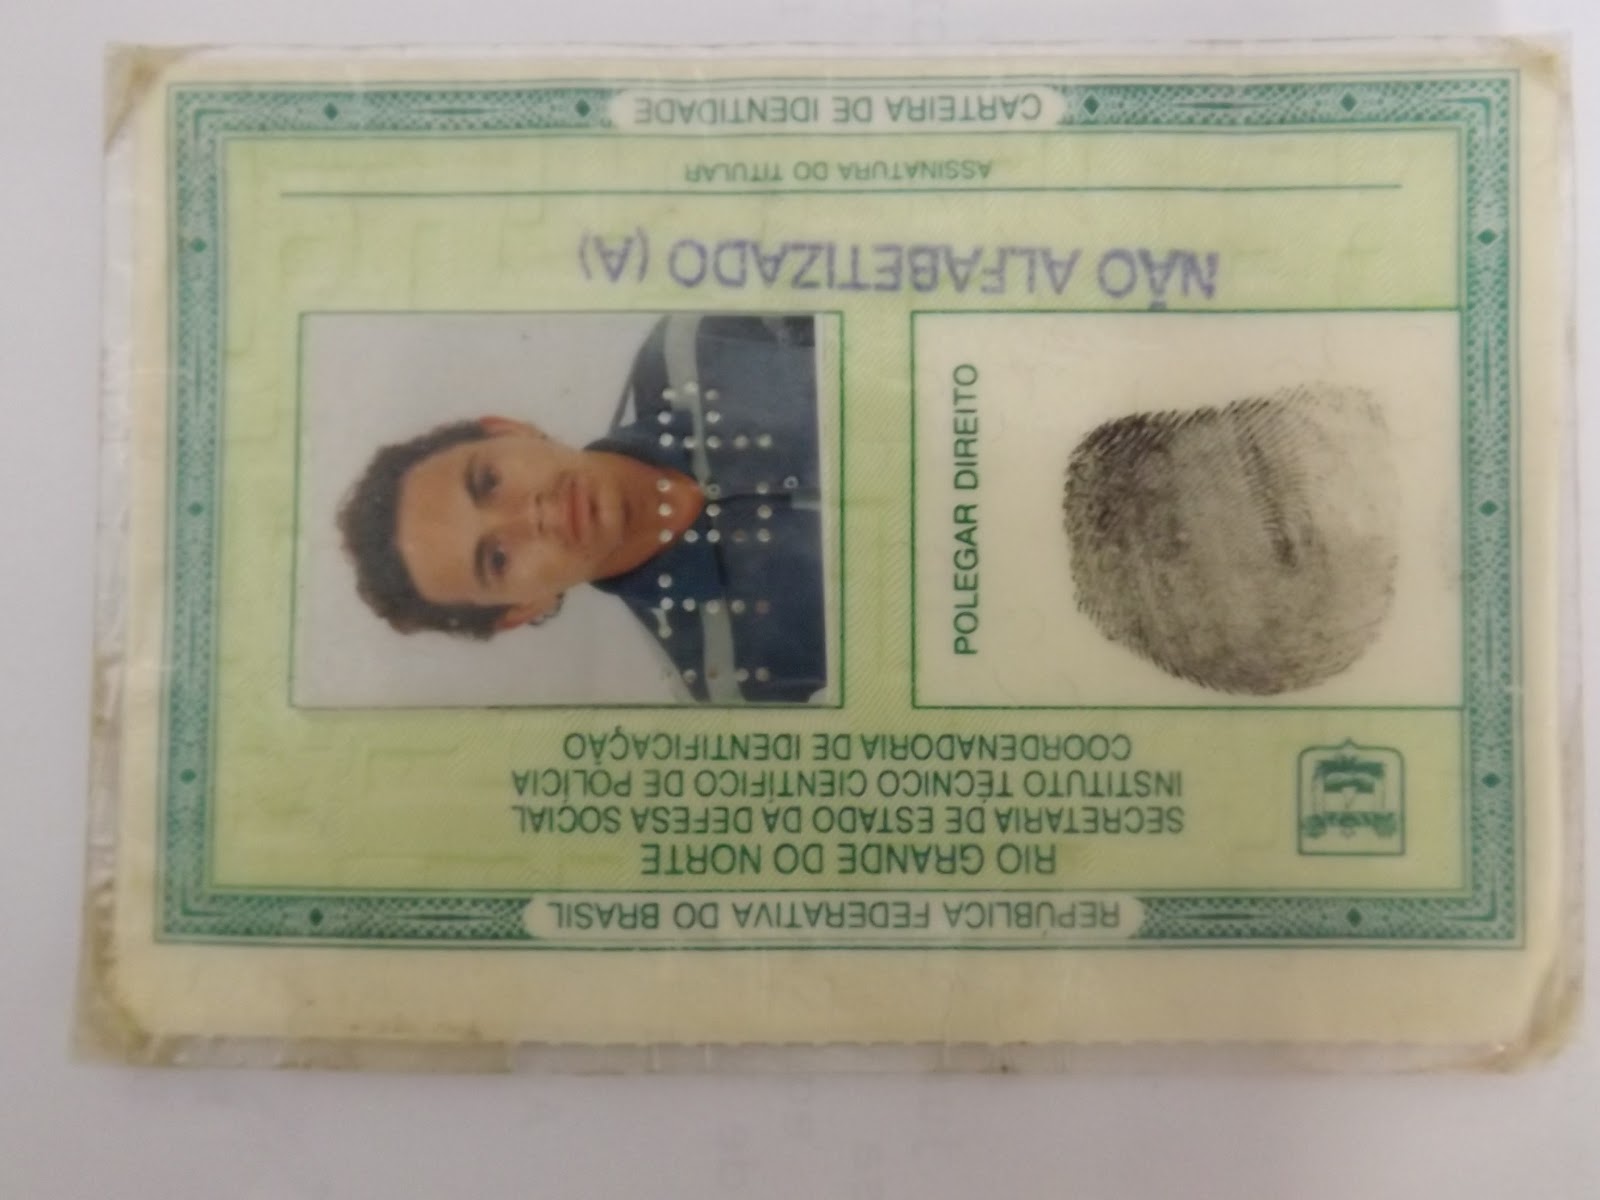 REPÚBLICA FEDERATIVA DO BRASIL
RIO GRANDE DO NORTE
SECRETARIA DE ESTADO DA DEFESA SOCIAL
INSTITUTO TÉCNICO CIENTÍFICO DE POLÍCIA
COORDENADORIA DE IDENTIFICAÇÃO
POLEGAR DIREITO
NÃO ALFABETIZADO (A)
ASSINATURA DO TITULAR
CARTEIRA DE IDENTIDADE